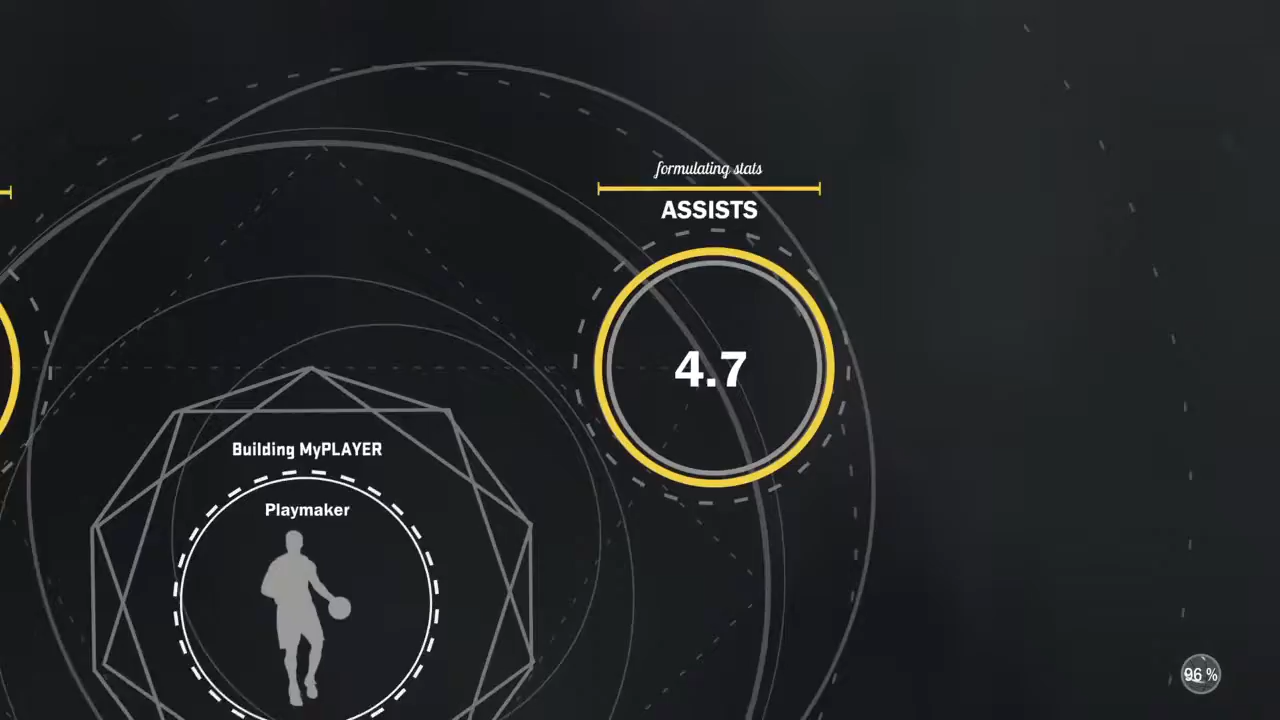 formulating stats
ASSISTS
4.7
Building MyPLAYER
Playmaker
96 %